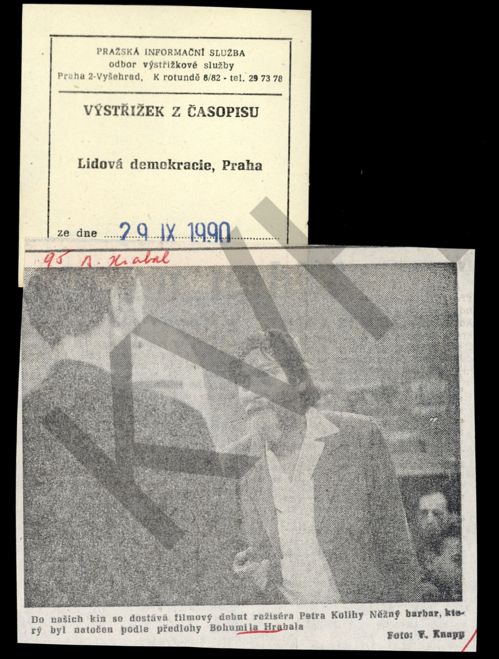 PRAŽSKÁ INFORMAČNÍ SLUŽBA
odbor výstřižkové služby
Praha 2-Vyšehrad, K rotundě 8/82 - tel. 29 73 78
VÝSTŘIŽEK Z ČASOPISU
Lidová demokracie, Praha
ze dne 29 IX 1990
95 B. Hrabal
Do našich kin se dostává filmový debut režiséra Petra Kolihy Něžný barbar, kte-
rý byl natočen podle předlohy Bohumila Hrabala
Foto: V. Knapp